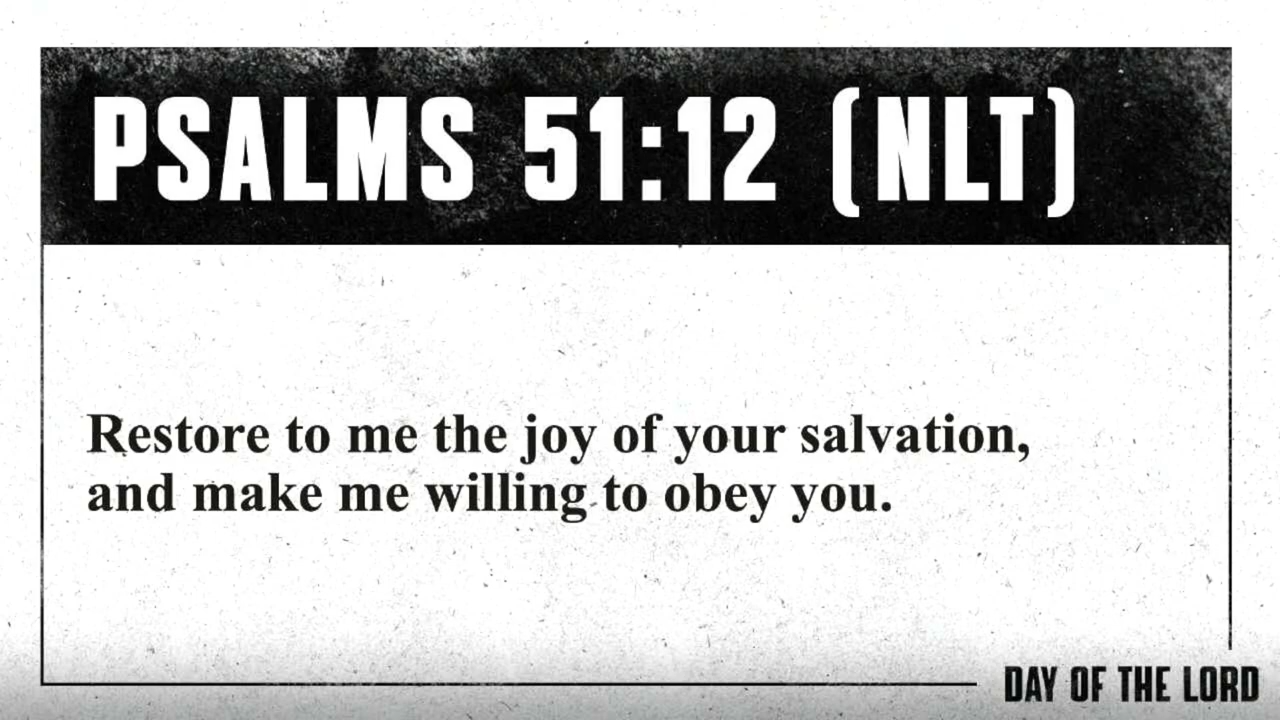 PSALMS 51:12 (NLT)
Restore to me the joy of your salvation,
and make me willing to obey you.
DAY OF THE LORD